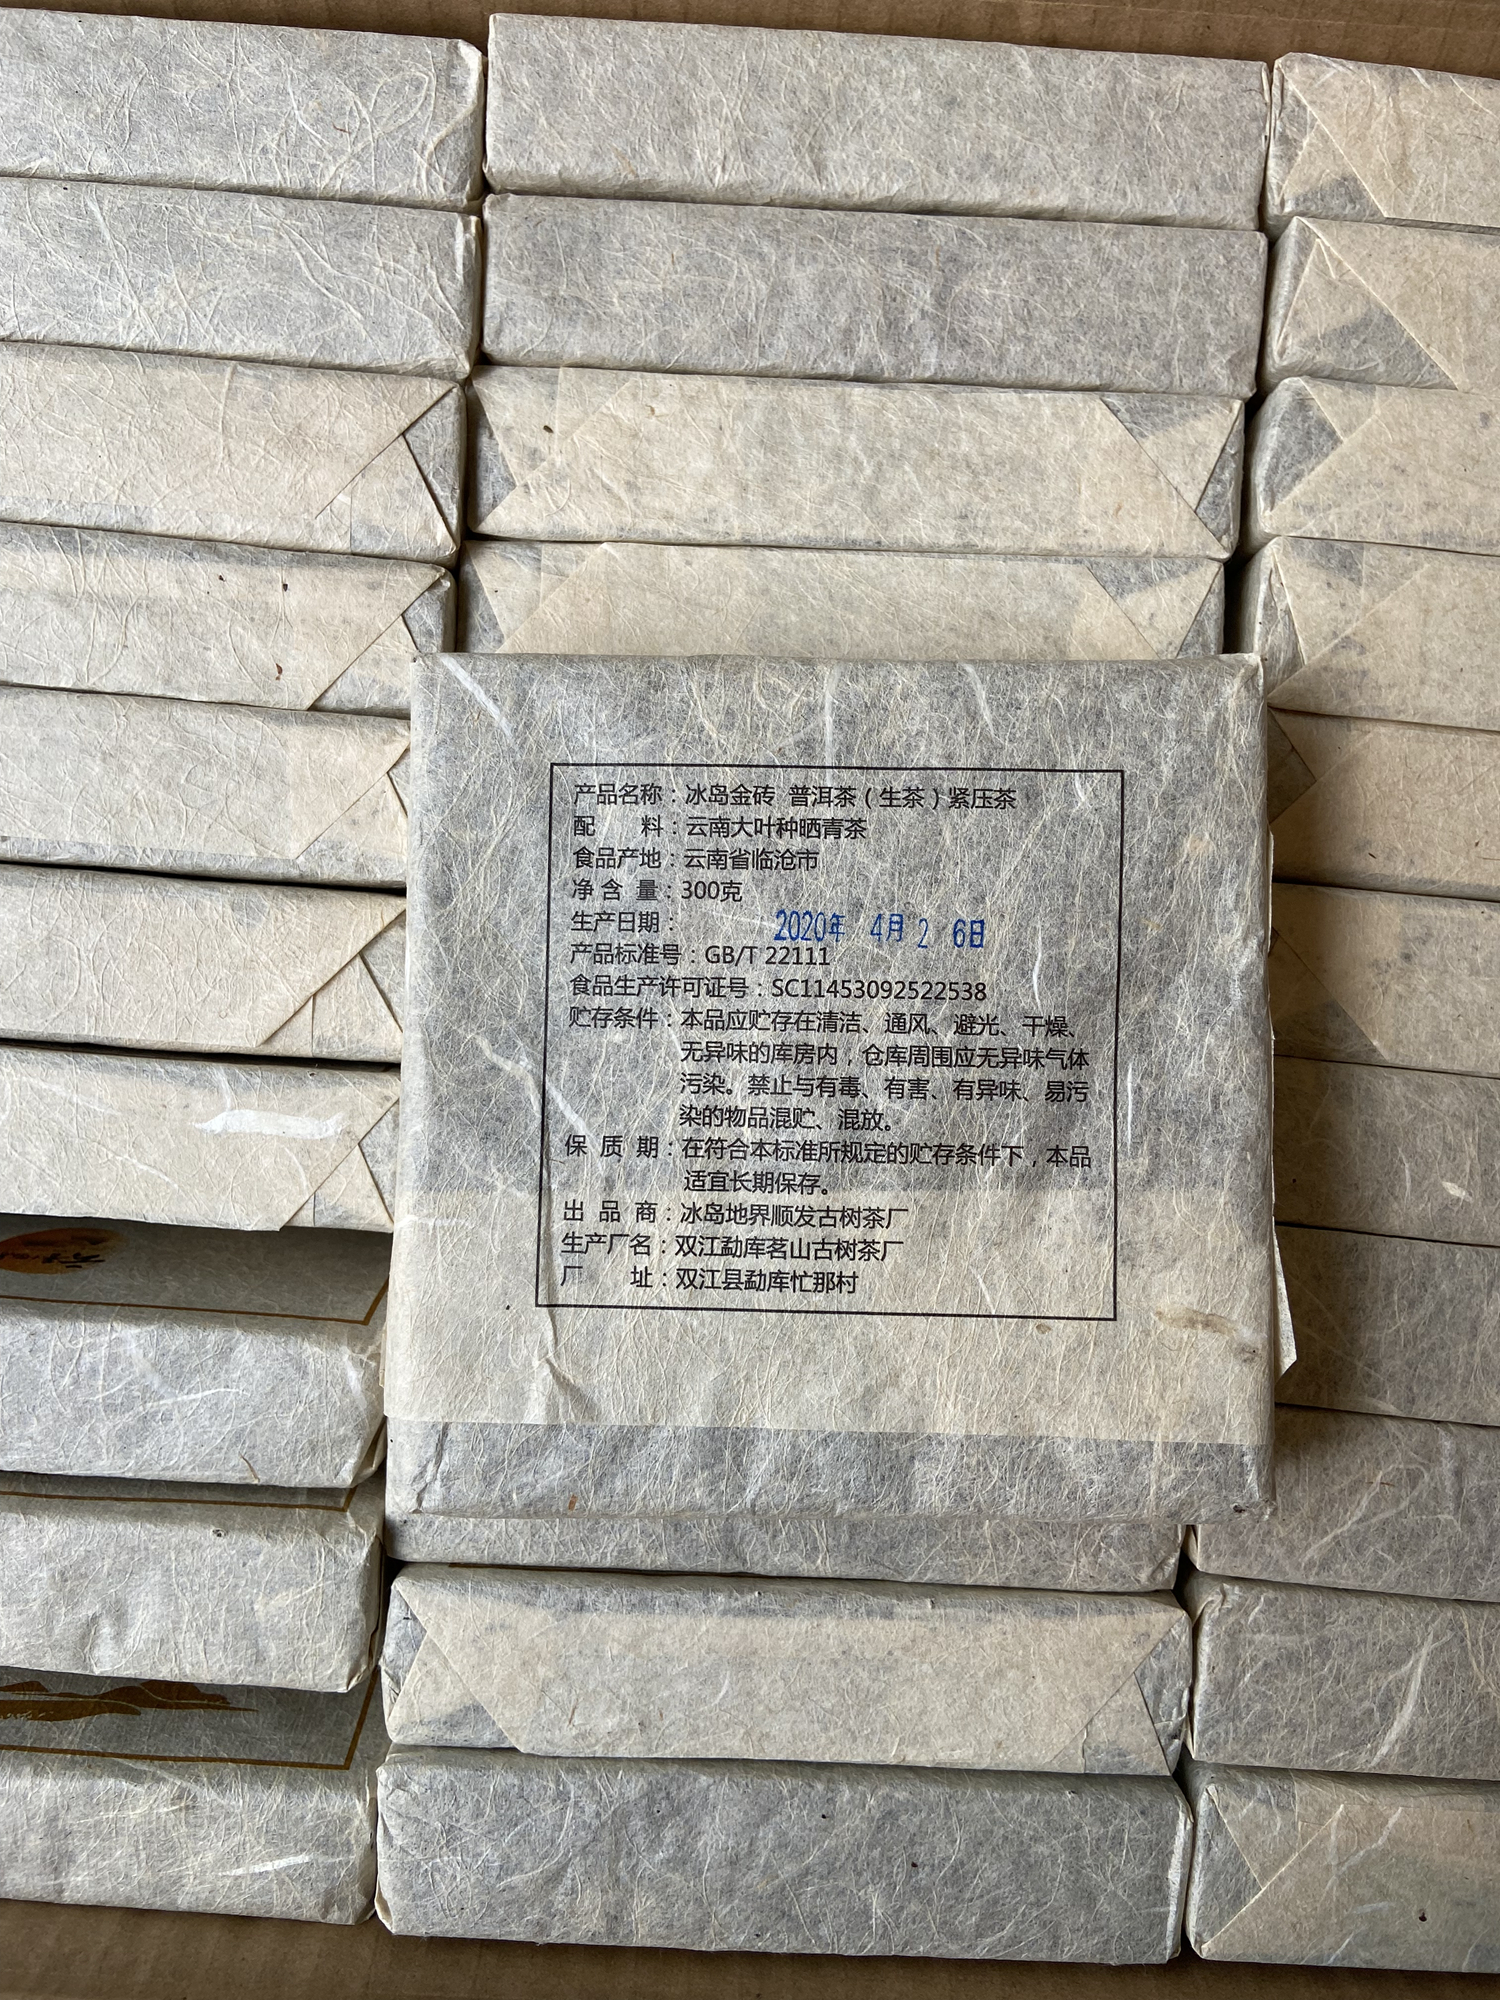 产品名称：冰岛金砖 普洱茶（生茶）紧压茶
配 料：云南大叶种晒青茶
食品产地：云南省临沧市
净 含 量：300克
生产日期： 2020年 4月 2 6日
产品标准号：GB/T 22111
食品生产许可证号：SC11453092522538
贮存条件：本品应贮存在清洁、通风、避光、干燥、
无异味的库房内，仓库周围应无异味气体
污染。禁止与有毒、有害、有异味、易污
染的物品混贮、混放。
保 质 期：在符合本标准所规定的贮存条件下，本品
适宜长期保存。
出 品 商：冰岛地界顺发古树茶厂
生产厂名：双江勐库茗山古树茶厂
厂 址：双江县勐库忙那村